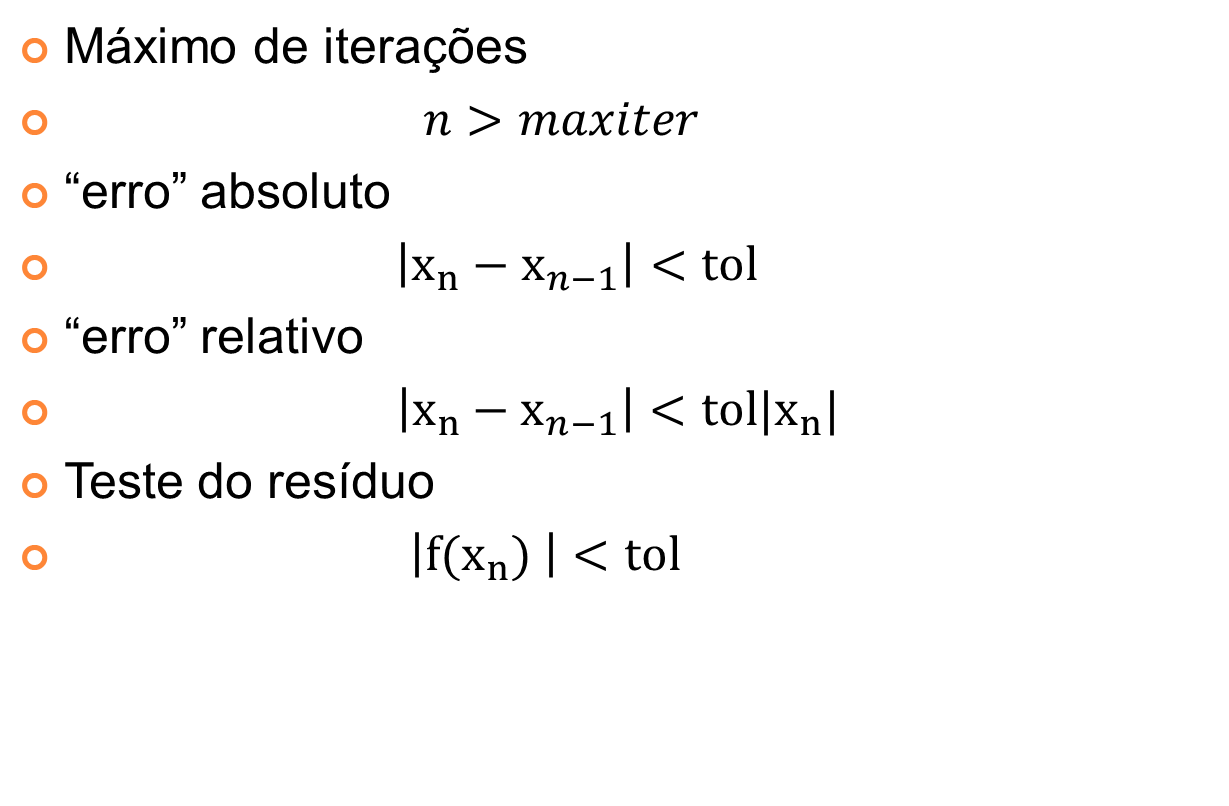 Máximo de iterações
n > maxiter
“erro” absoluto
|xₙ − xₙ₋₁| < tol
“erro” relativo
|xₙ − xₙ₋₁| < tol|xₙ|
Teste do resíduo
|f(xₙ) | < tol